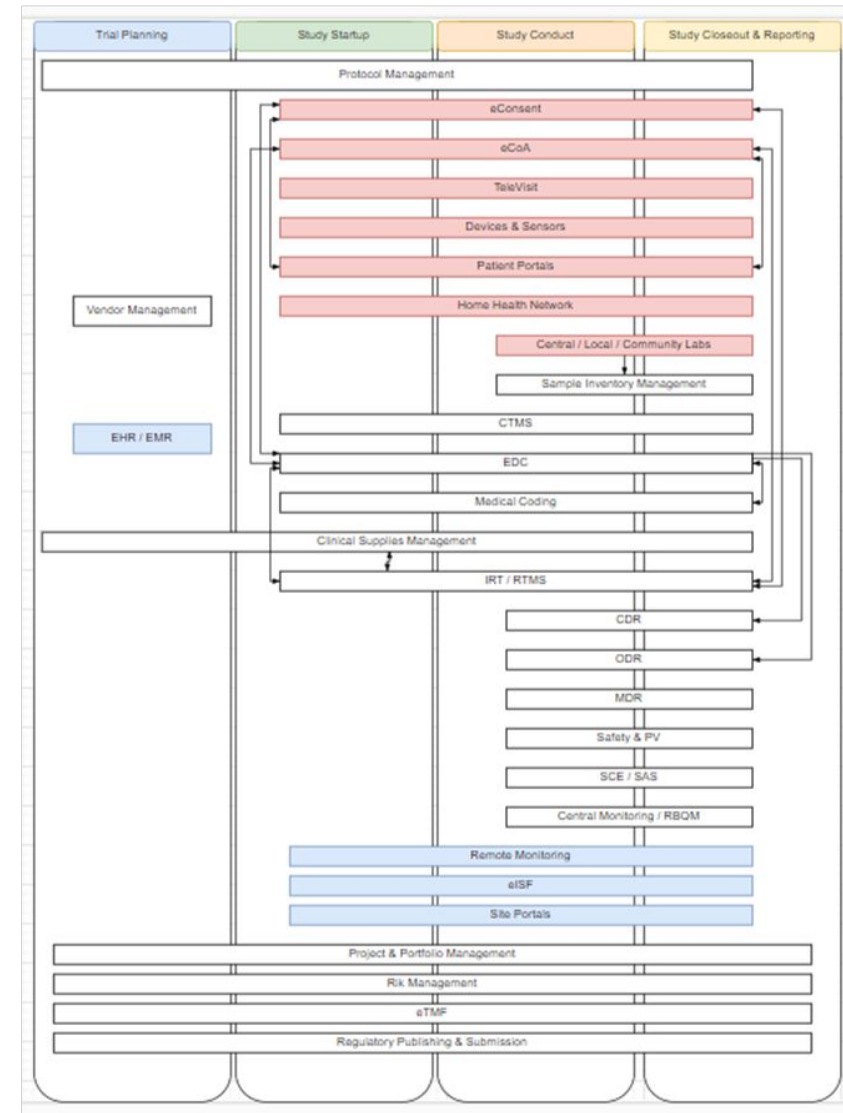 Trial Planning
Study Startup
Study Conduct
Study Closeout & Reporting
Protocol Management
eConsent
eCoA
TeleVisit
Devices & Sensors
Patient Portals
Vendor Management
Home Health Network
Central / Local / Community Labs
Sample Inventory Management
CTMS
EHR / EMR
EDC
Medical Coding
Clinical Supplies Management
IRT / RTMS
CDR
ODR
MDR
Safety & PV
SCE / SAS
Central Monitoring / RBQM
Remote Monitoring
eISF
Site Portals
Project & Portfolio Management
Rik Management
eTMF
Regulatory Publishing & Submission